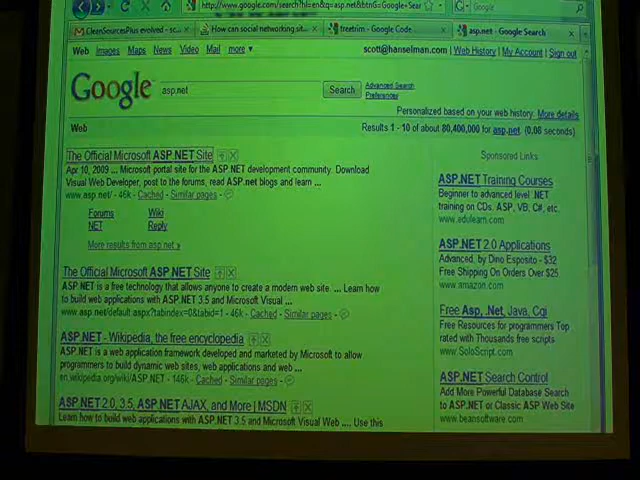 http://www.google.com/search?hl=en&q=asp.net&btnG=Google+Sear
Google
CleanSourcesPlus evolved - sc...
How can social networking sit...
freetrim - Google Code
asp.net - Google Search
Web Images Maps News Video Mail more ▼
scott@hanselman.com | Web History | My Account | Sign out
Google
asp.net
Search
Advanced Search
Preferences
Personalized based on your web history. More details
Web
Results 1 - 10 of about 80,400,000 for asp.net. (0.08 seconds)
The Official Microsoft ASP.NET Site
Apr 10, 2009 ... Microsoft portal site for the ASP.NET development community. Download
Visual Web Developer, post to the forums, read ASP.net blogs and learn ...
www.asp.net/ - 46k - Cached - Similar pages -
Forums Wiki
.NET Reply
More results from asp.net »
The Official Microsoft ASP.NET Site
ASP.NET is a free technology that allows anyone to create a modern web site. ... Learn how
to build web applications with ASP.NET 3.5 and Microsoft Visual ...
www.asp.net/default.aspx?tabindex=0&tabid=1 - 46k - Cached - Similar pages -
ASP.NET - Wikipedia, the free encyclopedia
ASP.NET is a web application framework developed and marketed by Microsoft to allow
programmers to build dynamic web sites, web applications and web ...
en.wikipedia.org/wiki/ASP.NET - 146k - Cached - Similar pages -
ASP.NET 2.0, 3.5, ASP.NET AJAX, and More | MSDN
Learn how to build web applications with ASP.NET 3.5 and Microsoft Visual Web .... Use this
Sponsored Links
ASP.NET Training Courses
Beginner to advanced level .NET
training on CDs. ASP, VB, C#, etc.
www.edulearn.com
ASP.NET 2.0 Applications
Advanced, by Dino Esposito - $32
Free Shipping On Orders Over $25.
www.amazon.com
Free Asp, .Net, Java, Cgi
Free Resources for programmers Top
rated with Thousands free scripts
www.SoloScript.com
ASP.NET Search Control
Add More Powerful Database Search
to ASP.NET or Classic ASP Web Site
www.beansoftware.com